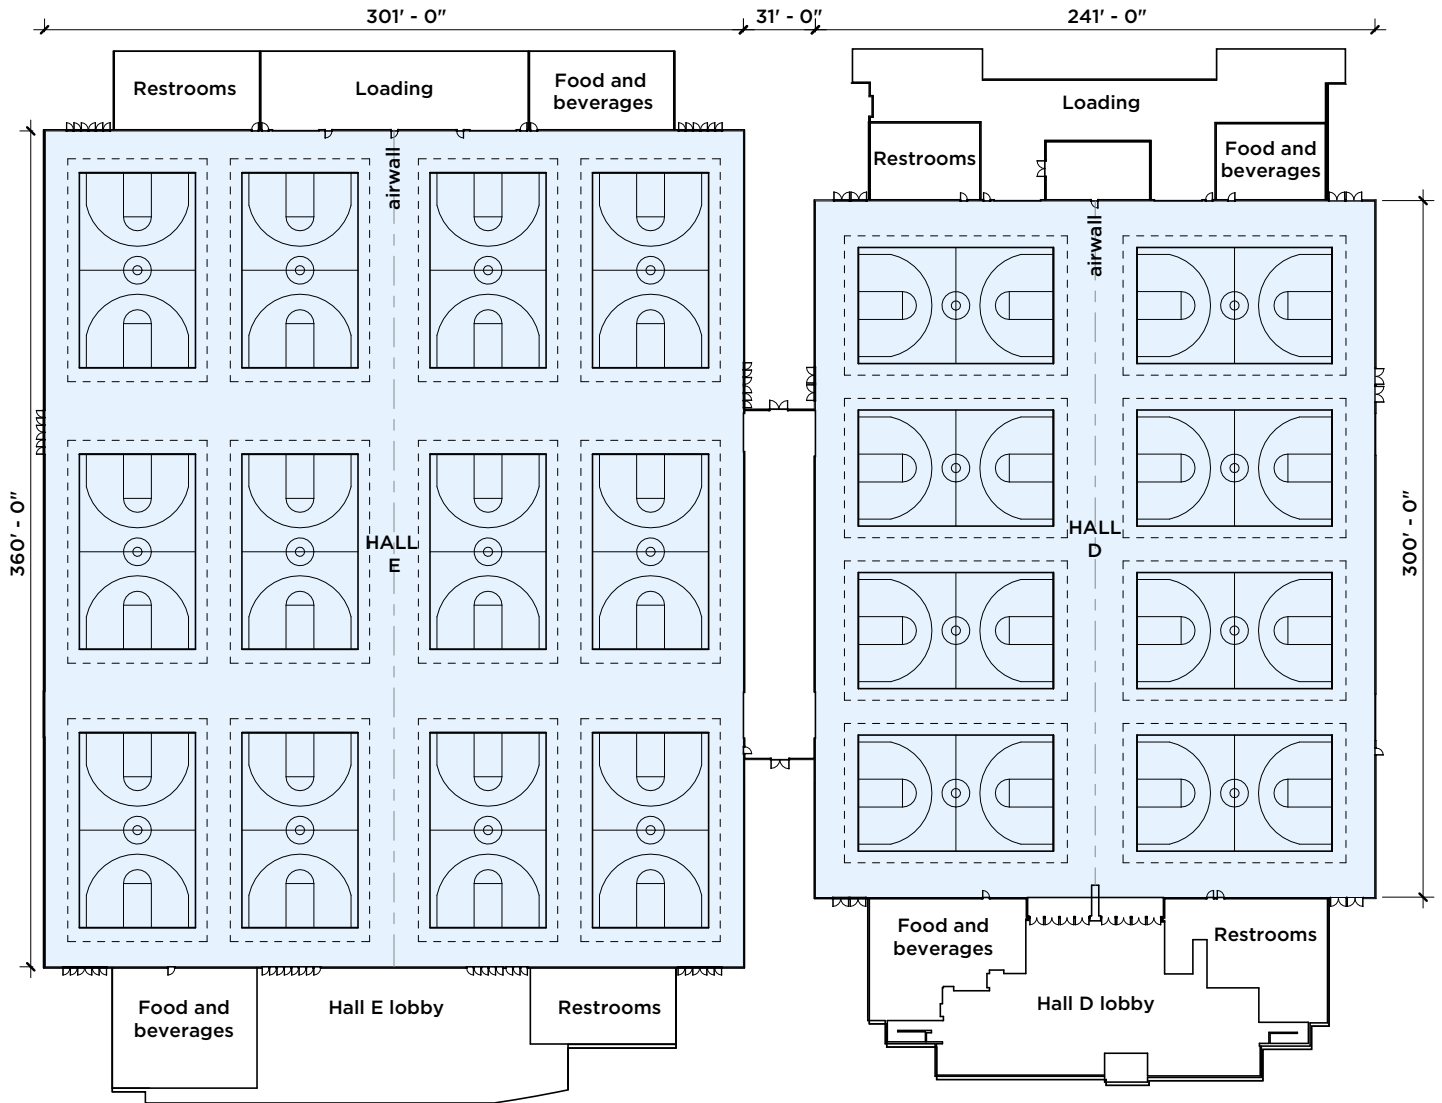 301' - 0"
31' - 0"
241' - 0"
Restrooms
Loading
Food and
beverages
Loading
Restrooms
Food and
beverages
airwall
airwall
360' - 0"
HALL
E
HALL
D
300' - 0"
Food and
beverages
Hall E lobby
Restrooms
Food and
beverages
Restrooms
Hall D lobby